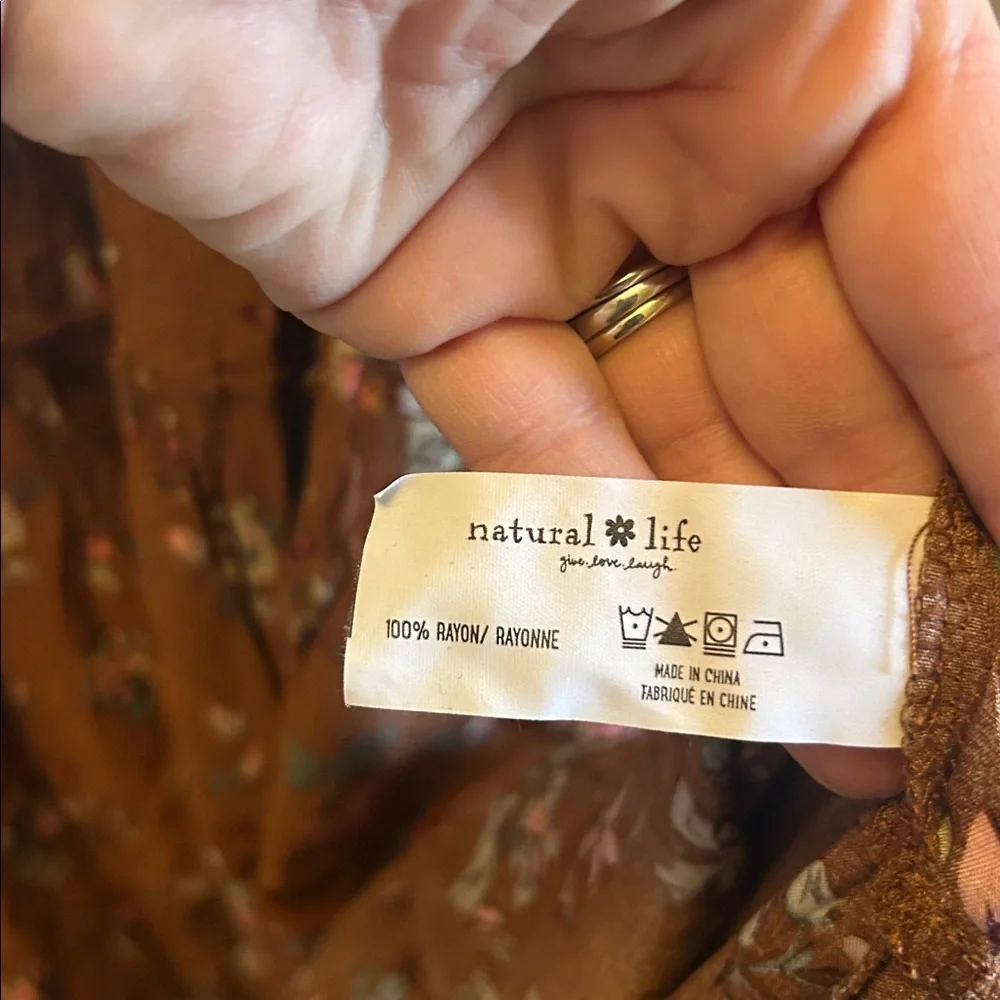 natural life
give.love.laugh.
100% RAYON/ RAYONNE
MADE IN CHINA
FABRIQUÉ EN CHINE